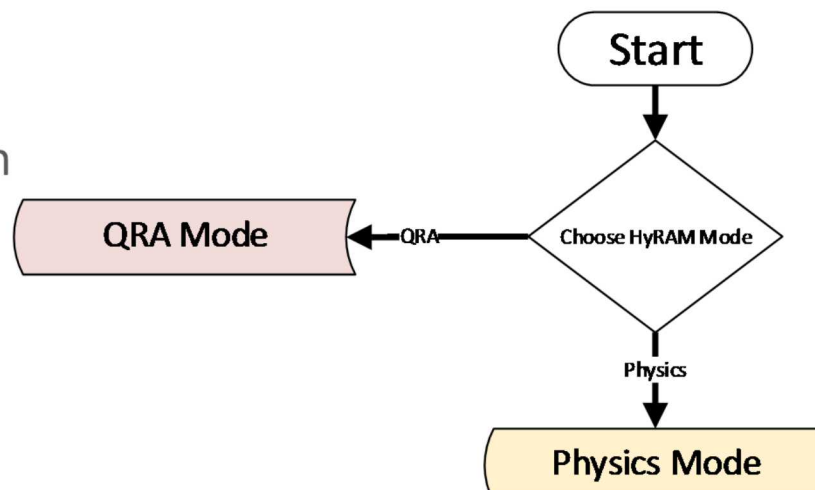 Start
QRA Mode
QRA
Choose HyRAM Mode
Physics
Physics Mode